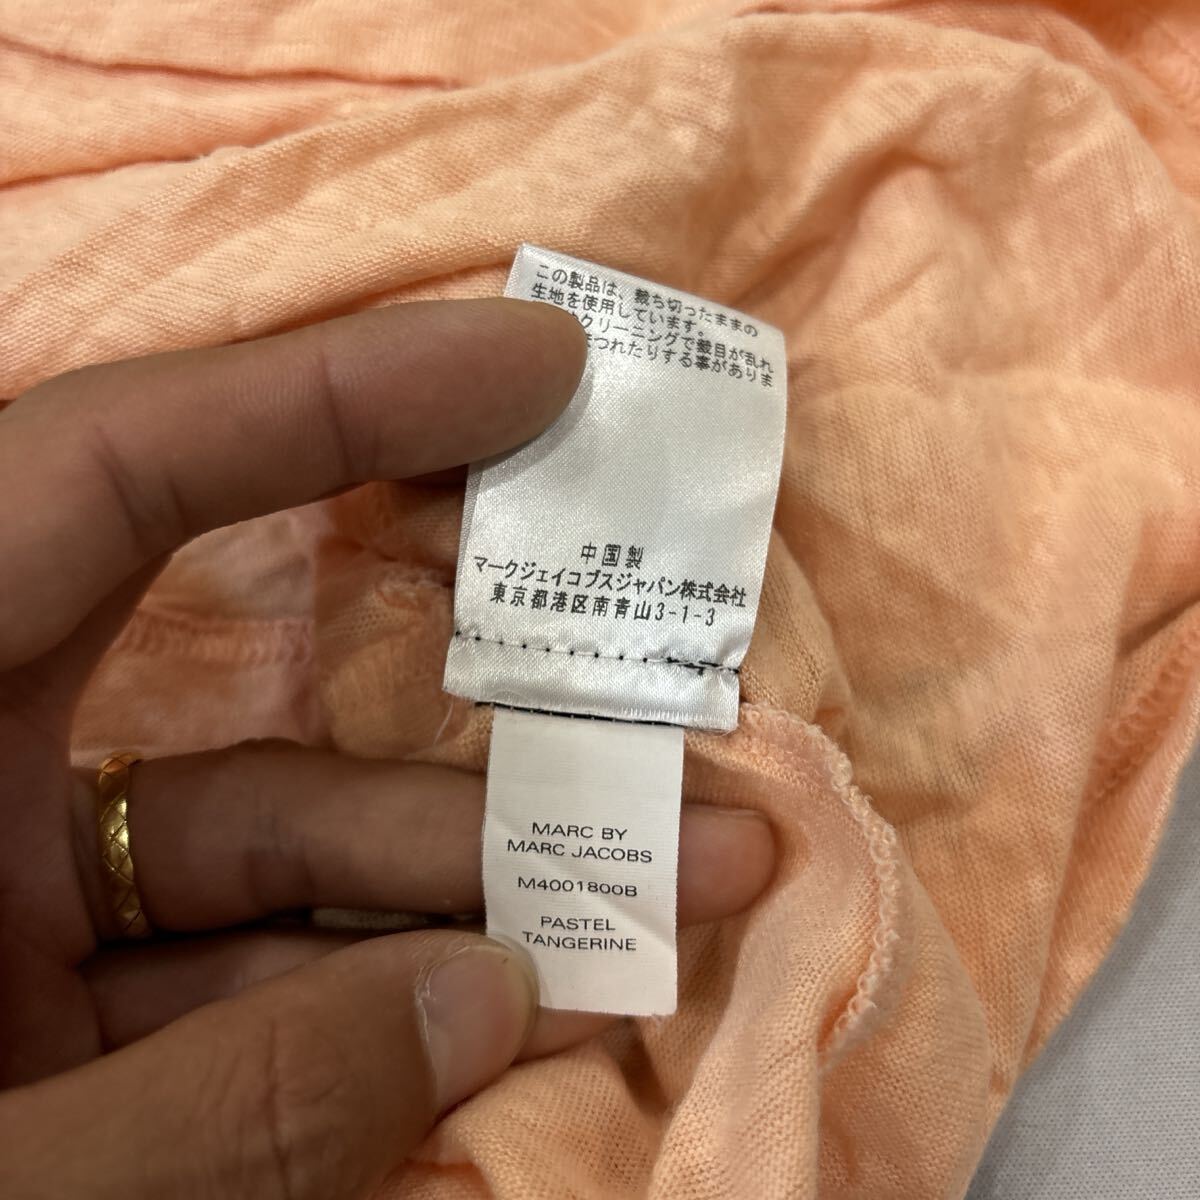 この製品は、裁ち切ったままの
生地を使用しています。
クリーニングで縫目が乱れ
つれたりする事がありま
中国製
マークジェイコブスジャパン株式会社
東京都港区南青山3-1-3
MARC BY
MARC JACOBS
M4001800B
PASTEL
TANGERINE